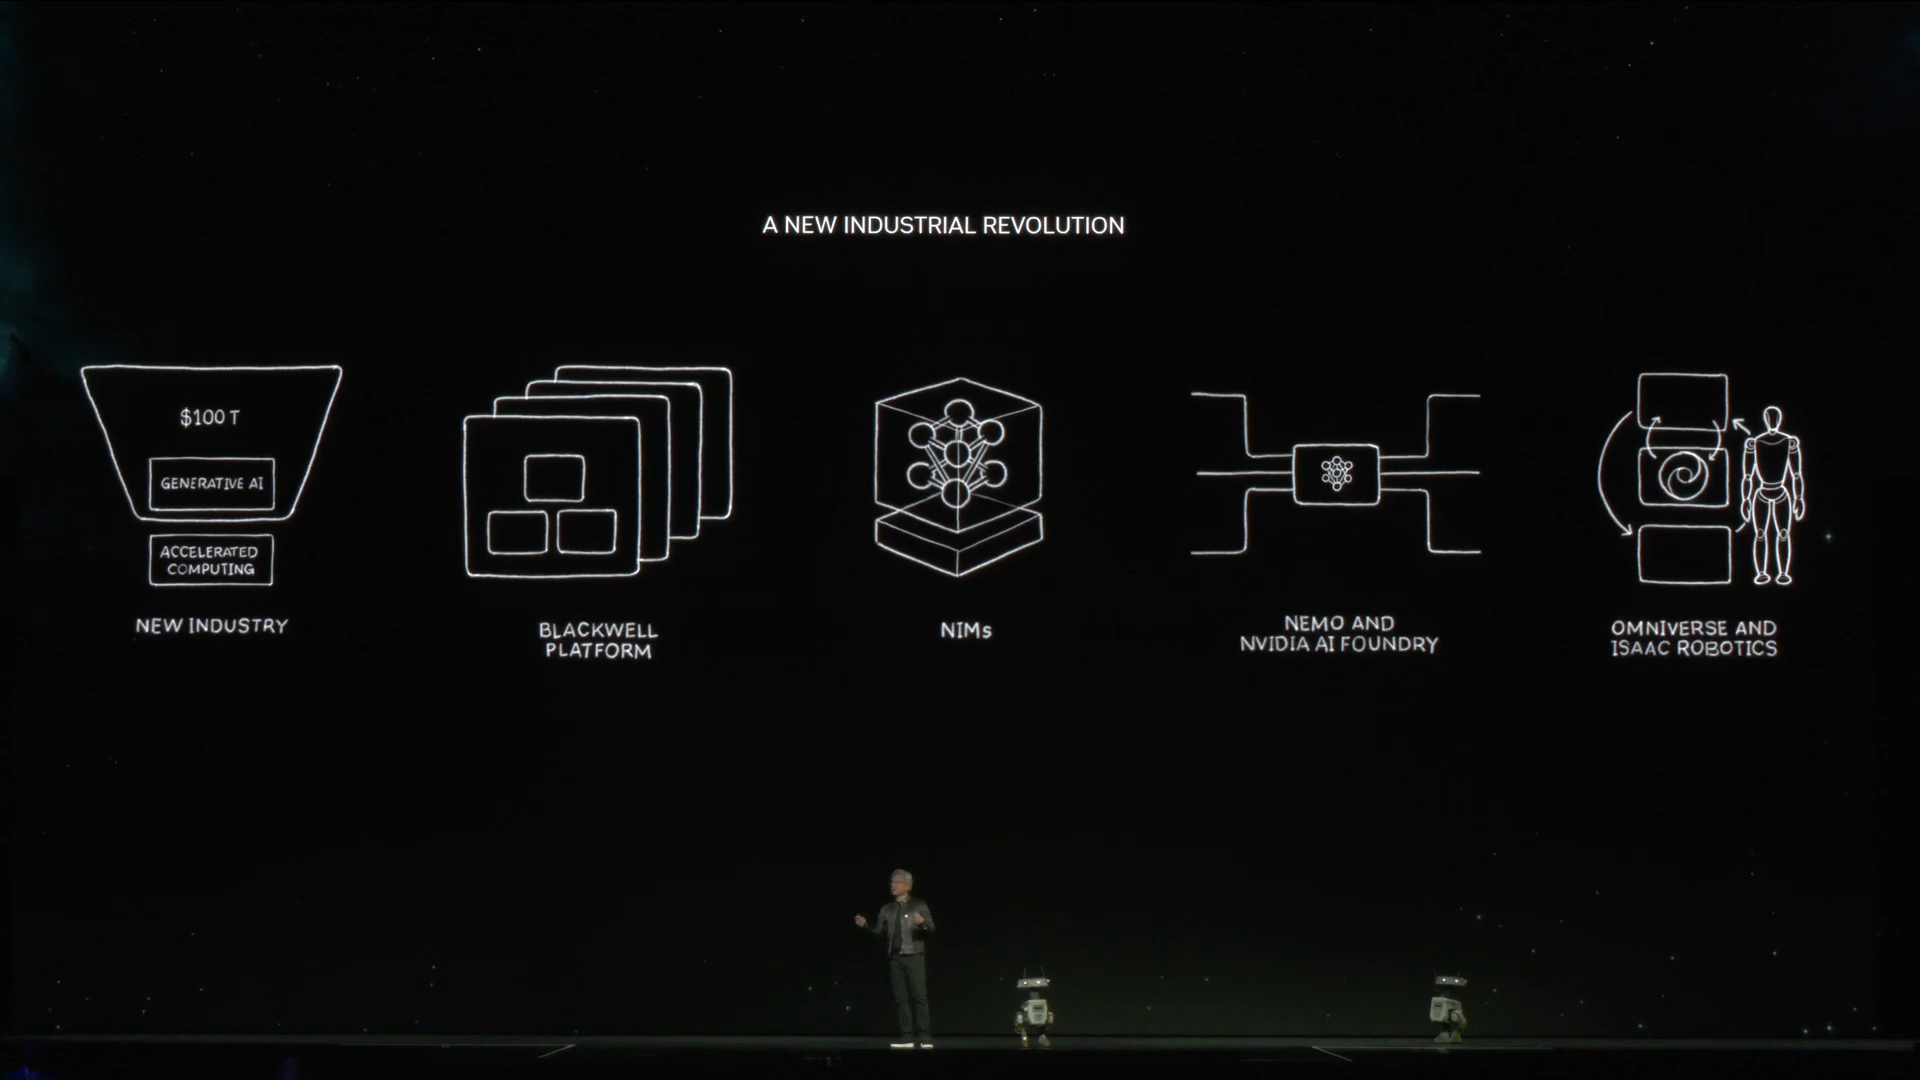 A NEW INDUSTRIAL REVOLUTION
$100 T
GENERATIVE AI
ACCELERATED
COMPUTING
NEW INDUSTRY
BLACKWELL
PLATFORM
NIMs
NEMO AND
NVIDIA AI FOUNDRY
OMNIVERSE AND
ISAAC ROBOTICS